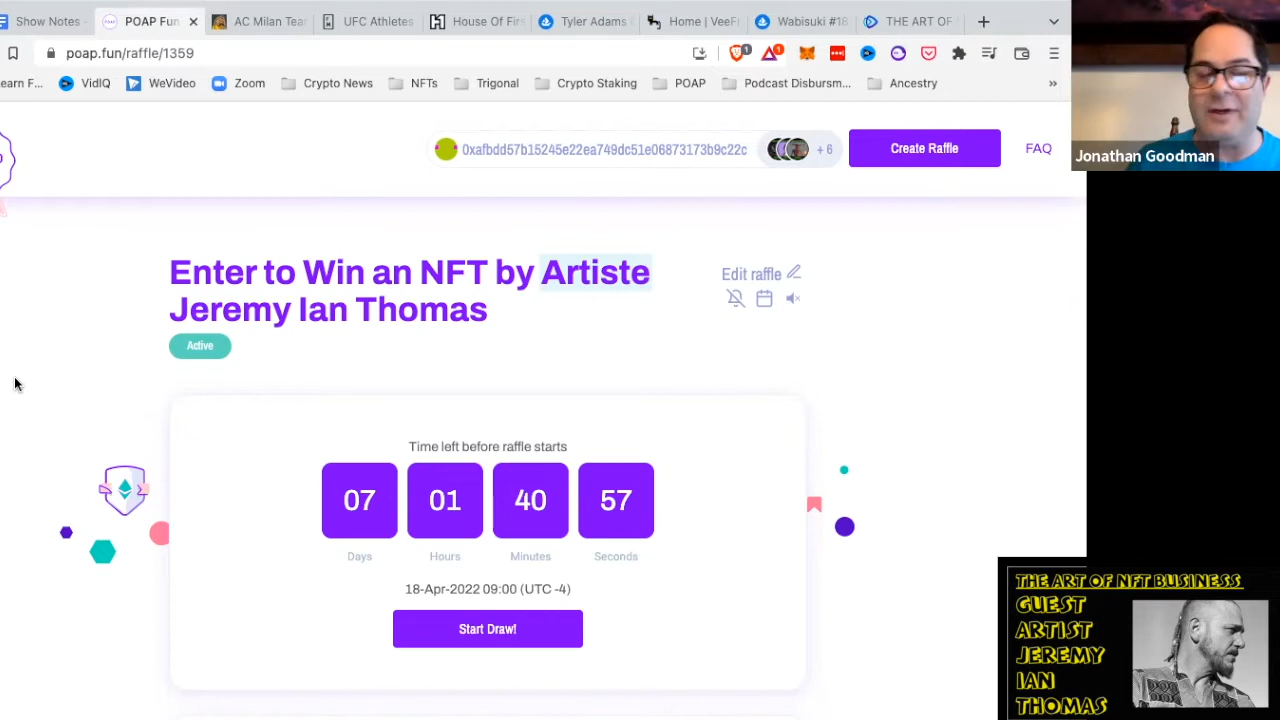 Show Notes -
POAP Fun
AC Milan Tea
UFC Athletes
House Of Firs
Tyler Adams
Home | VeeF
Wabisuki #18
THE ART OF
poap.fun/raffle/1359
1
1
earn F...
VidIQ
WeVideo
Zoom
Crypto News
NFTs
Trigonal
Crypto Staking
POAP
Podcast Disbursm...
Ancestry
»
Jonathan Goodman
0xafbdd57b15245e22ea749dc51e06873173b9c22c
+ 6
Create Raffle
FAQ
Enter to Win an NFT by Artiste
Jeremy Ian Thomas
Edit raffle
Active
Time left before raffle starts
07 01 40 57
Days Hours Minutes Seconds
18-Apr-2022 09:00 (UTC -4)
Start Draw!
THE ART OF NFT BUSINESS
GUEST
ARTIST
JEREMY
IAN
THOMAS